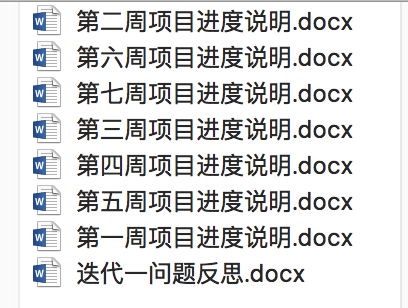 第二周项目进度说明.docx
第六周项目进度说明.docx
第七周项目进度说明.docx
第三周项目进度说明.docx
第四周项目进度说明.docx
第五周项目进度说明.docx
第一周项目进度说明.docx
迭代一问题反思.docx